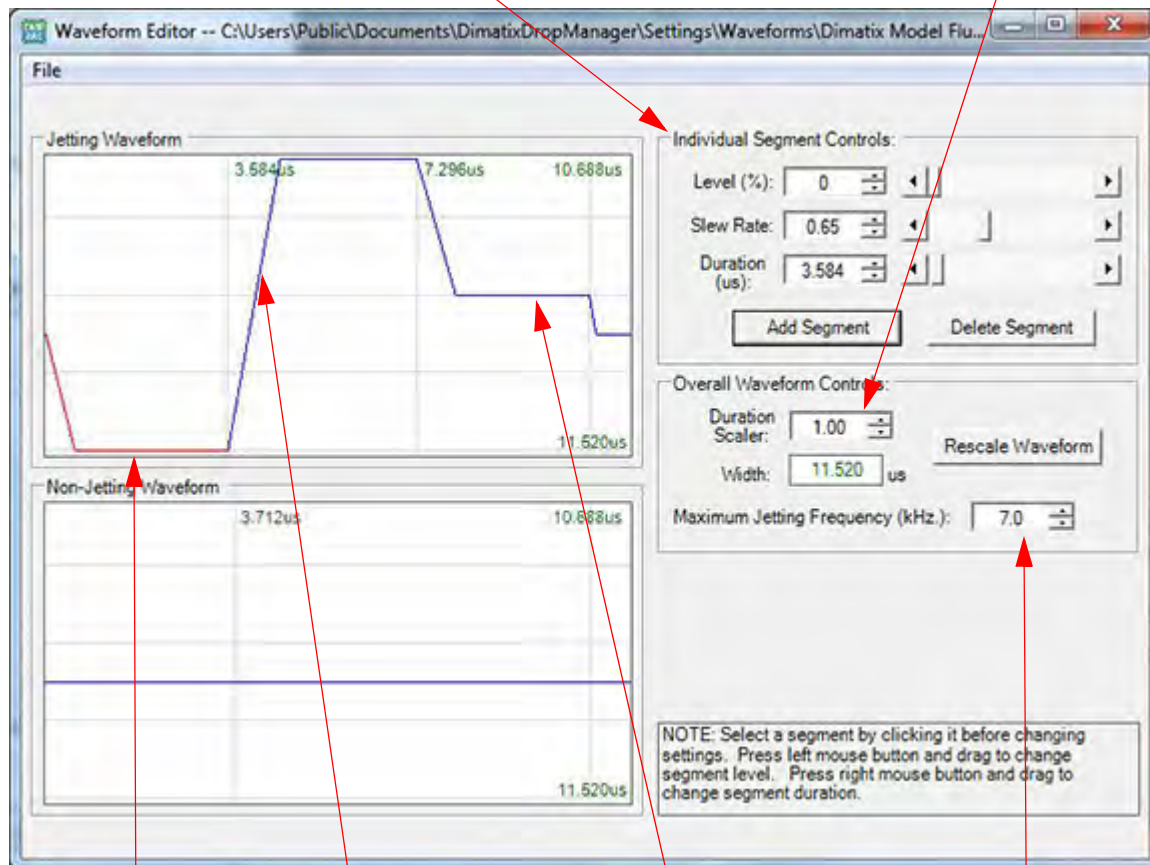 Waveform Editor -- C:\Users\Public\Documents\DimatixDropManager\Settings\Waveforms\Dimatix Model Flu...
File
Jetting Waveform
3.584us 7.296us 10.688us
11.520us
Non-Jetting Waveform
3.712us 10.688us
11.520us
Individual Segment Controls:
Level (%): 0
Slew Rate: 0.65
Duration (us): 3.584
Add Segment Delete Segment
Overall Waveform Controls:
Duration Scaler: 1.00
Rescale Waveform
Width: 11.520 us
Maximum Jetting Frequency (kHz.): 7.0
NOTE: Select a segment by clicking it before changing
settings. Press left mouse button and drag to change
segment level. Press right mouse button and drag to
change segment duration.